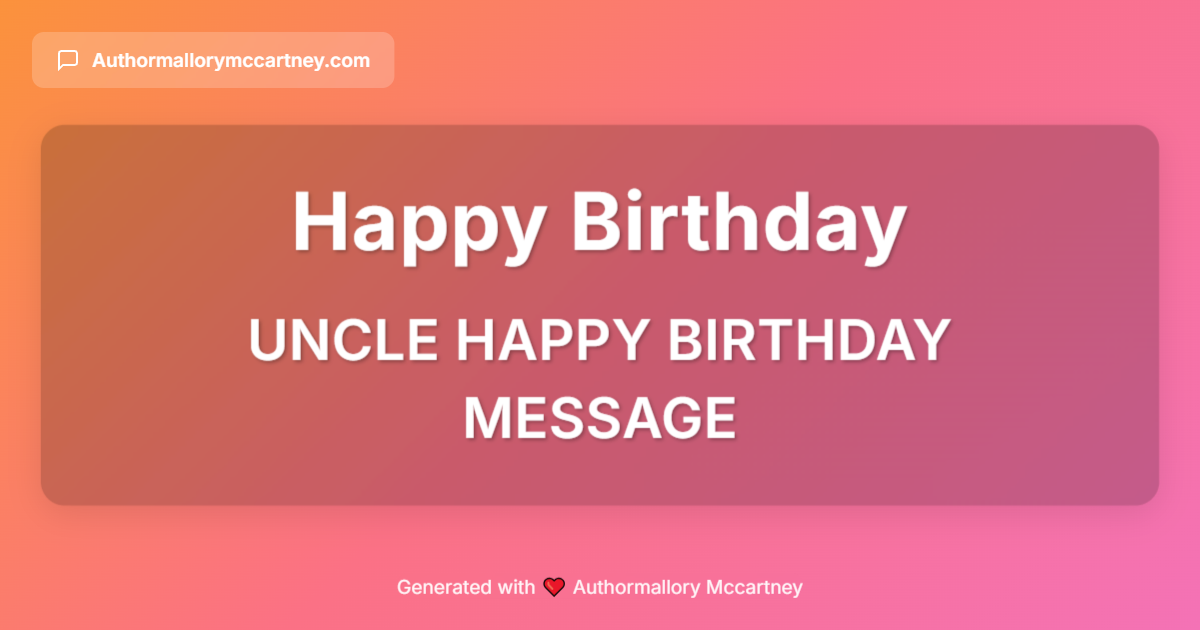 Authormallorymccartney.com
Happy Birthday
UNCLE HAPPY BIRTHDAY
MESSAGE
Generated with ❤️ Authormallory Mccartney